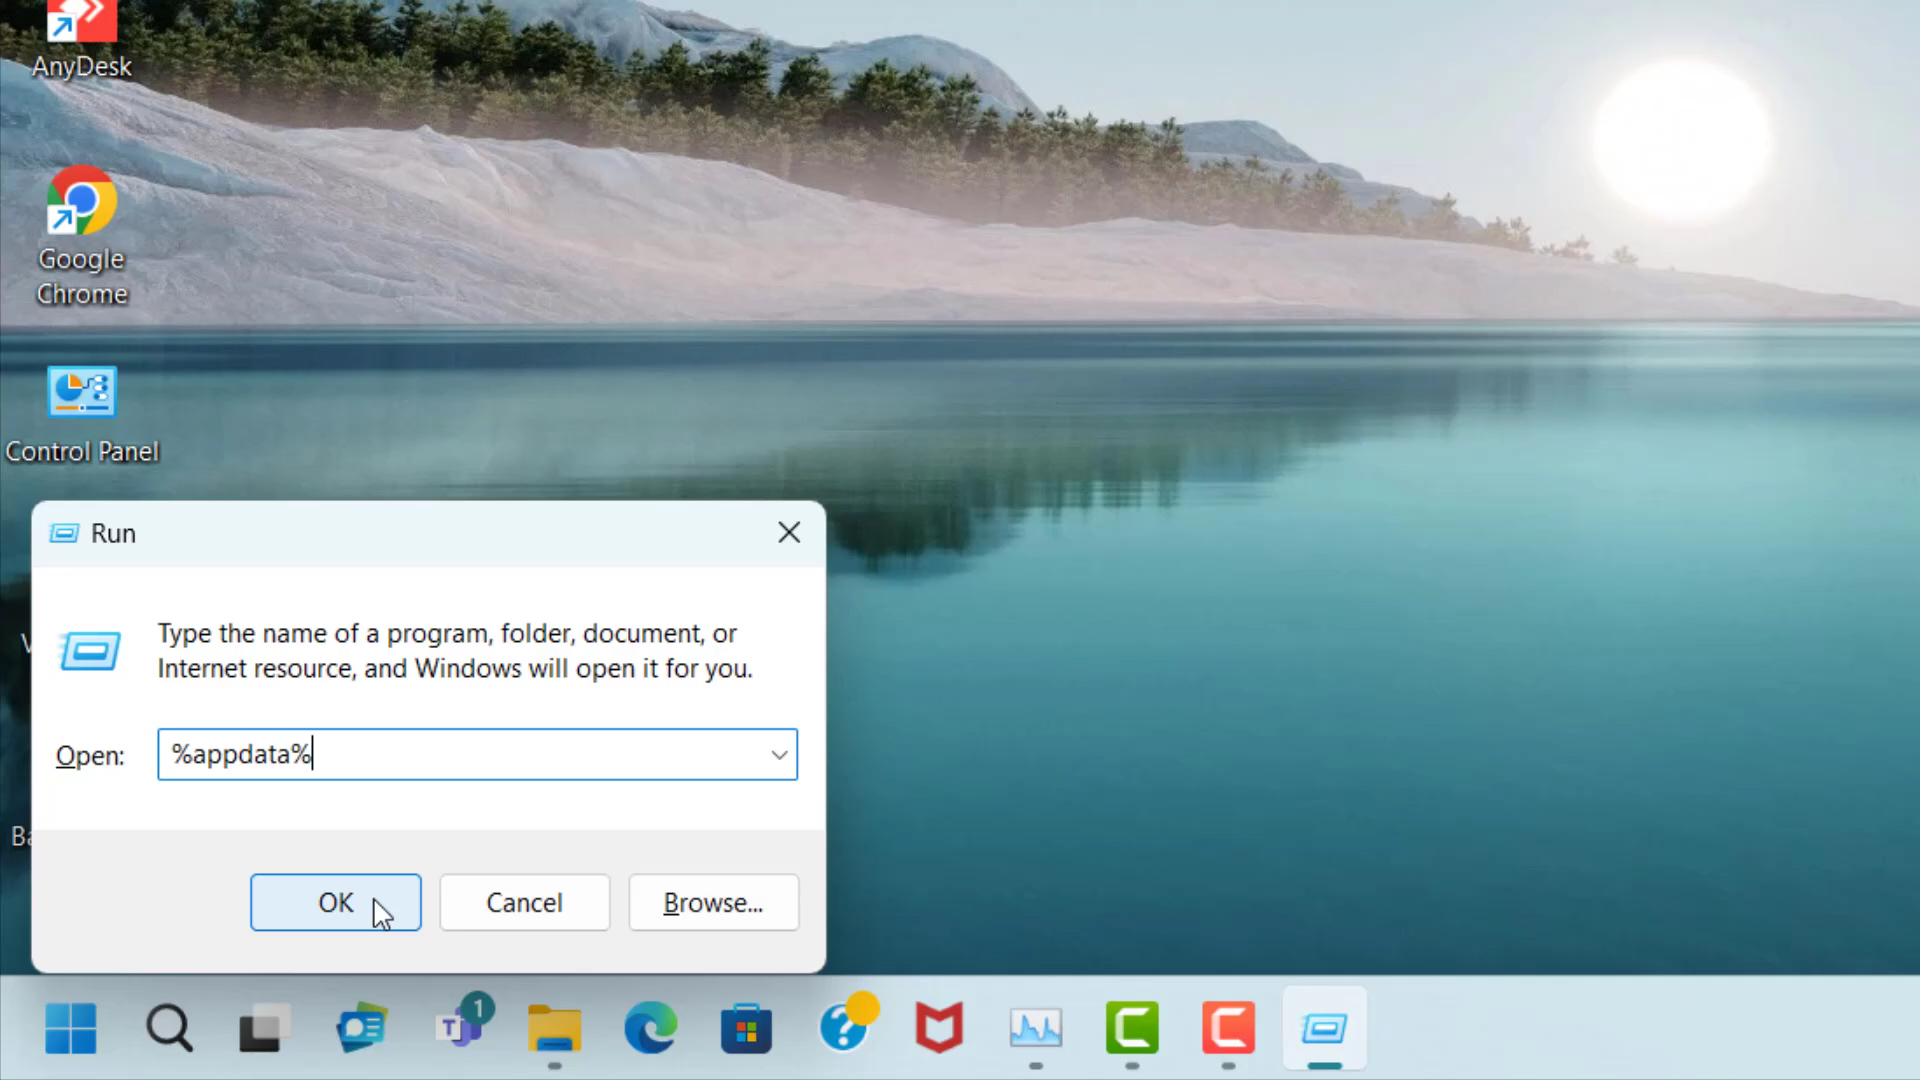 AnyDesk
Google
Chrome
Control Panel
Run
Type the name of a program, folder, document, or
Internet resource, and Windows will open it for you.
Open: %appdata%
OK Cancel Browse...
1